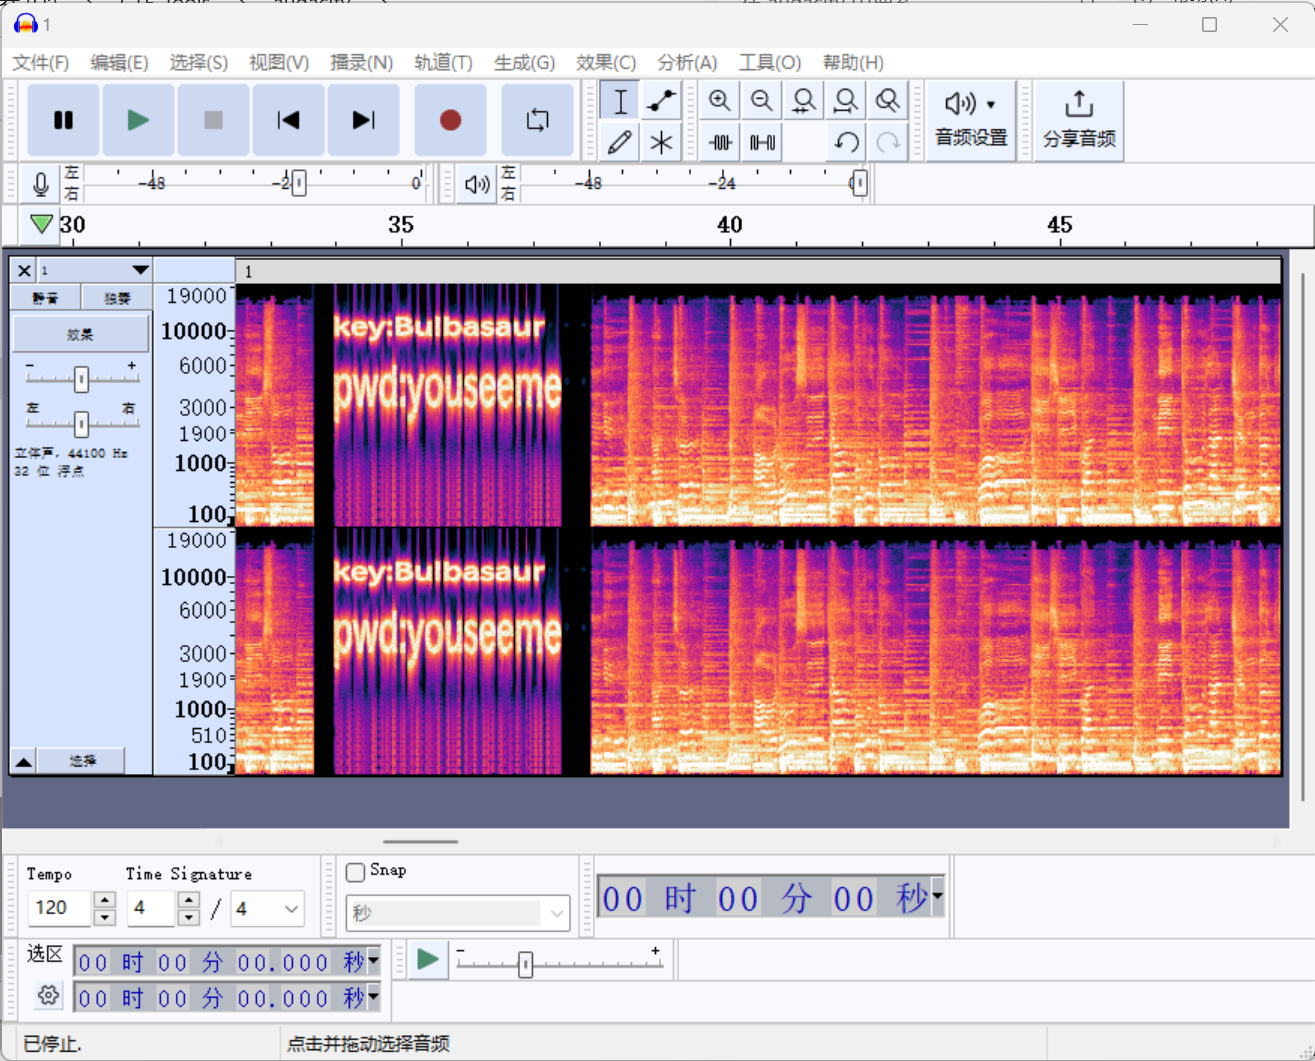 1
文件(F) 编辑(E) 选择(S) 视图(V) 播录(N) 轨道(T) 生成(G) 效果(C) 分析(A) 工具(O) 帮助(H)
音频设置
分享音频
左
右
-48
0
左
右
-48 -24
30 35 40 45
1
1
静音 独奏
效果
- +
左 右
立体声, 44100 Hz
32 位 浮点
选择
19000
10000
6000
3000
1900
1000
100
19000
10000
6000
3000
1900
1000
510
100
key:Bulbasaur
pwd:youseeme
key:Bulbasaur
pwd:youseeme
Tempo
120
Time Signature
4 / 4
Snap
秒
00 时 00 分 00 秒
选区
00 时 00 分 00.000 秒
00 时 00 分 00.000 秒
- +
已停止.
点击并拖动选择音频